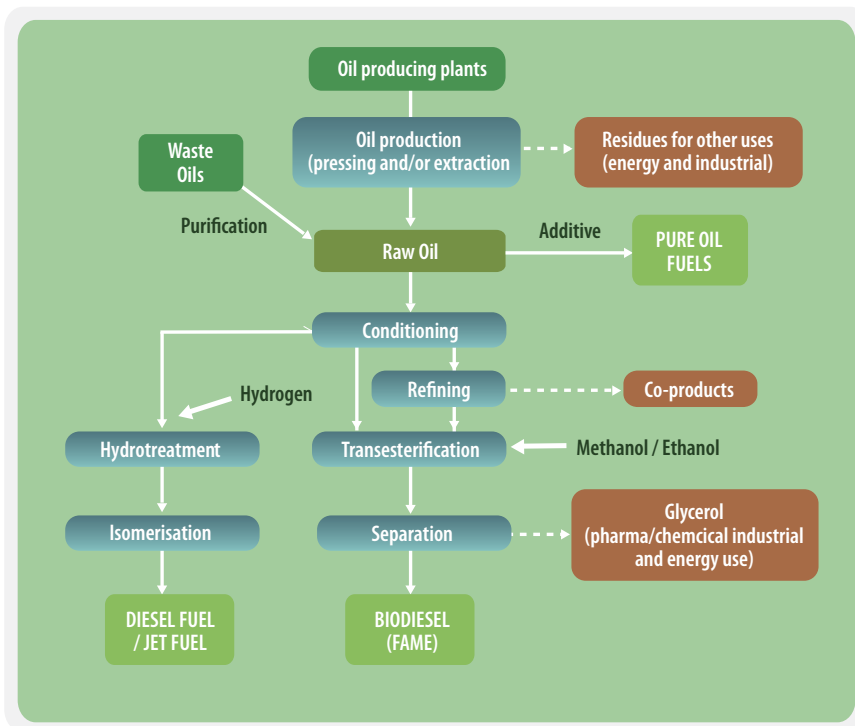 Oil producing plants
Oil production
(pressing and/or extraction
Residues for other uses
(energy and industrial)
Waste
Oils
Purification
Raw Oil
Additive
PURE OIL
FUELS
Conditioning
Refining
Co-products
Hydrogen
Hydrotreatment
Transesterification
Methanol / Ethanol
Isomerisation
Separation
Glycerol
(pharma/chemcical industrial
and energy use)
DIESEL FUEL
/ JET FUEL
BIODIESEL
(FAME)